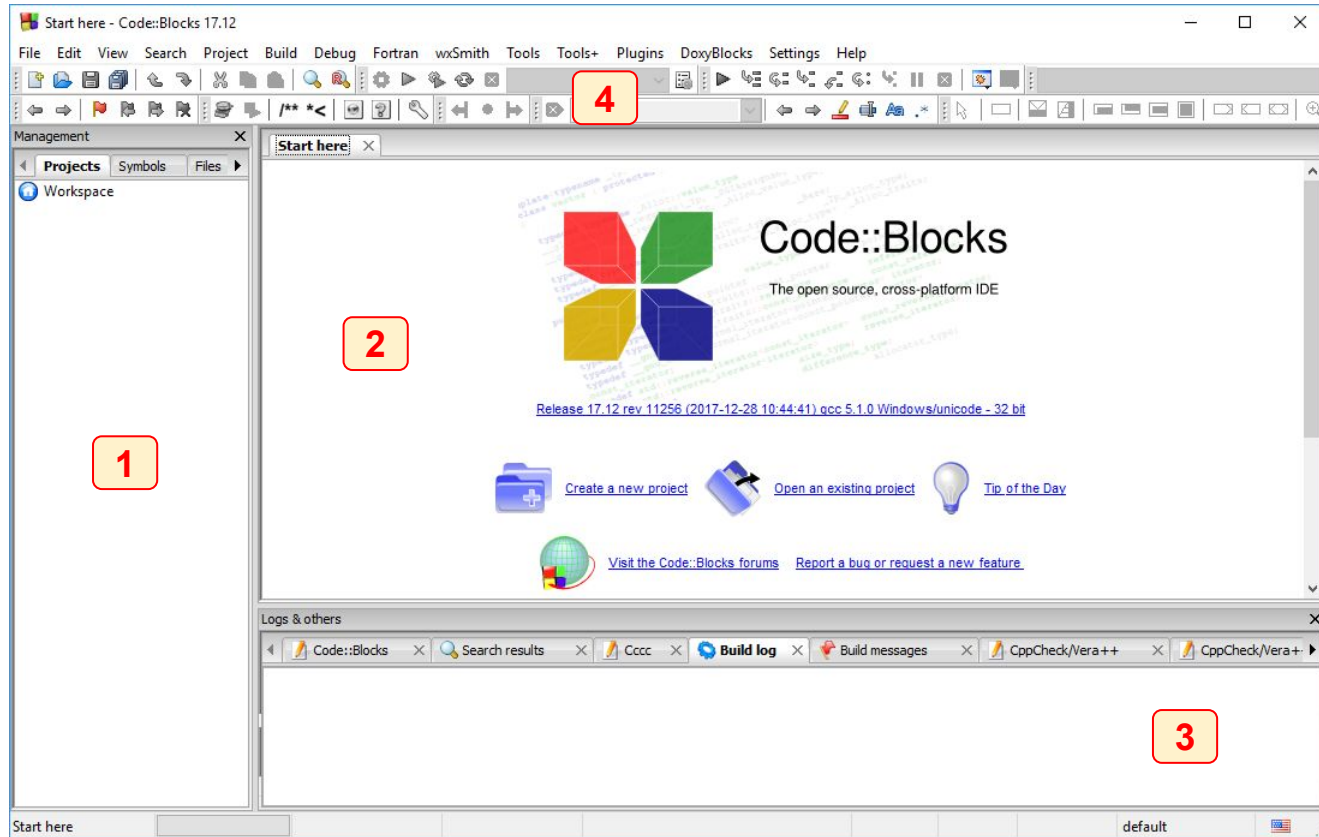 Start here - Code::Blocks 17.12
File Edit View Search Project Build Debug Fortran wxSmith Tools Tools+ Plugins DoxyBlocks Settings Help
4
/** *<
Management
Projects Symbols Files
Workspace
1
Start here
Code::Blocks
The open source, cross-platform IDE
2
Release 17.12 rev 11256 (2017-12-28 10:44:41) gcc 5.1.0 Windows/unicode - 32 bit
Create a new project Open an existing project Tip of the Day
Visit the Code::Blocks forums Report a bug or request a new feature
Logs & others
Code::Blocks Search results Cccc Build log Build messages CppCheck/Vera++ CppCheck/Vera+
3
Start here default